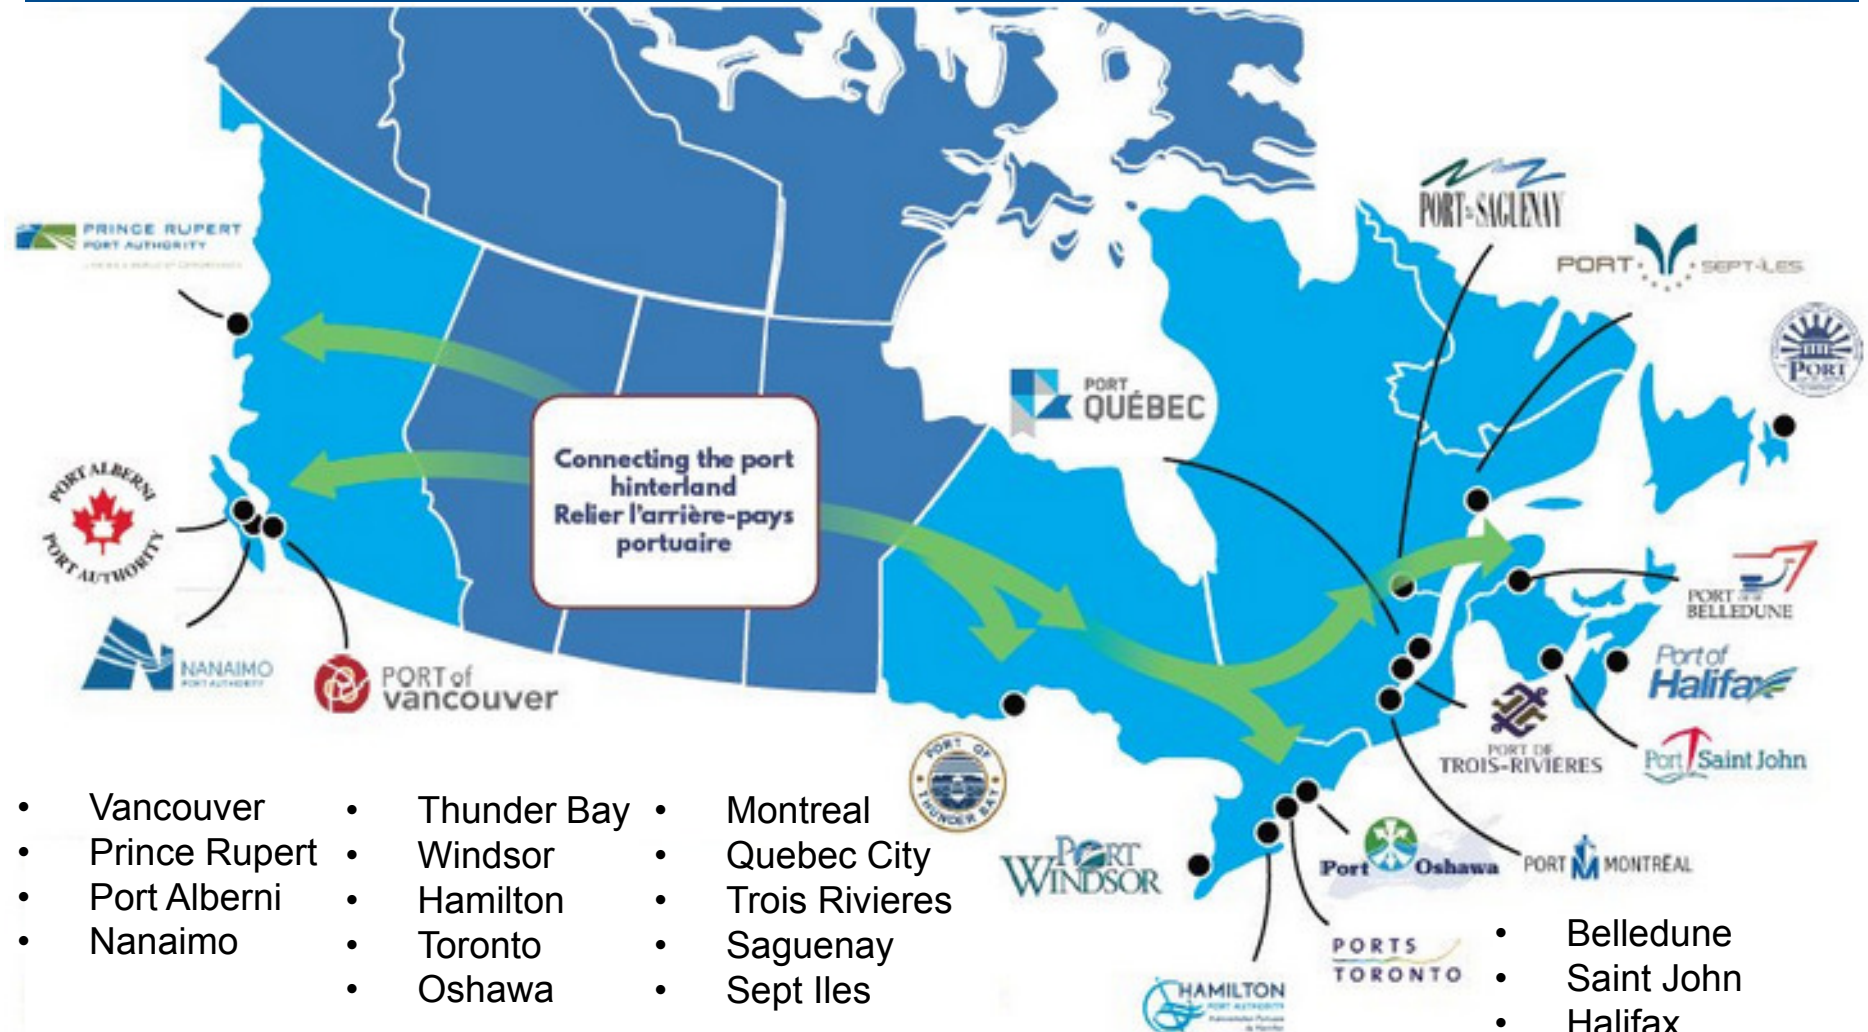 PORT SAGUENAY
PRINCE RUPERT
PORT AUTHORITY
PORT SEPT-ÎLES
PORT
PORT
QUÉBEC
Connecting the port
hinterland
Relier l'arrière-pays
portuaire
PORT ALBERNI
PORT AUTHORITY
PORT
BELLEDUNE
NANAIMO
PORT AUTHORITY
PORT of
vancouver
Port of
Halifax
PORT DE
TROIS-RIVIÈRES
Port Saint John
PORT OF
THUNDER BAY
PORT
WINDSOR
Port Oshawa
PORT MONTRÉAL
PORTS
TORONTO
HAMILTON
PORT AUTHORITY
• Vancouver
• Prince Rupert
• Port Alberni
• Nanaimo
• Thunder Bay
• Windsor
• Hamilton
• Toronto
• Oshawa
• Montreal
• Quebec City
• Trois Rivieres
• Saguenay
• Sept Iles
• Belledune
• Saint John
• Halifax